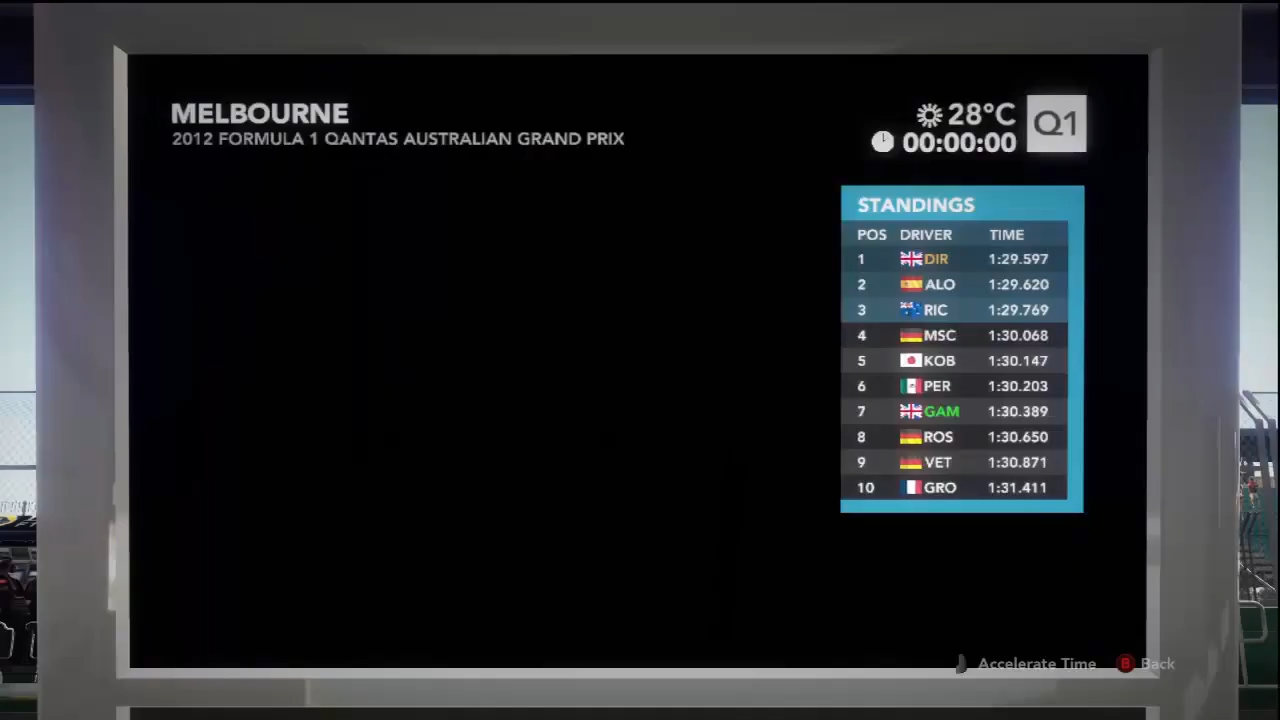 MELBOURNE
2012 FORMULA 1 QANTAS AUSTRALIAN GRAND PRIX
28°C
00:00:00
Q1
STANDINGS
POS DRIVER TIME
1 DIR 1:29.597
2 ALO 1:29.620
3 RIC 1:29.769
4 MSC 1:30.068
5 KOB 1:30.147
6 PER 1:30.203
7 GAM 1:30.389
8 ROS 1:30.650
9 VET 1:30.871
10 GRO 1:31.411
Accelerate Time B Back